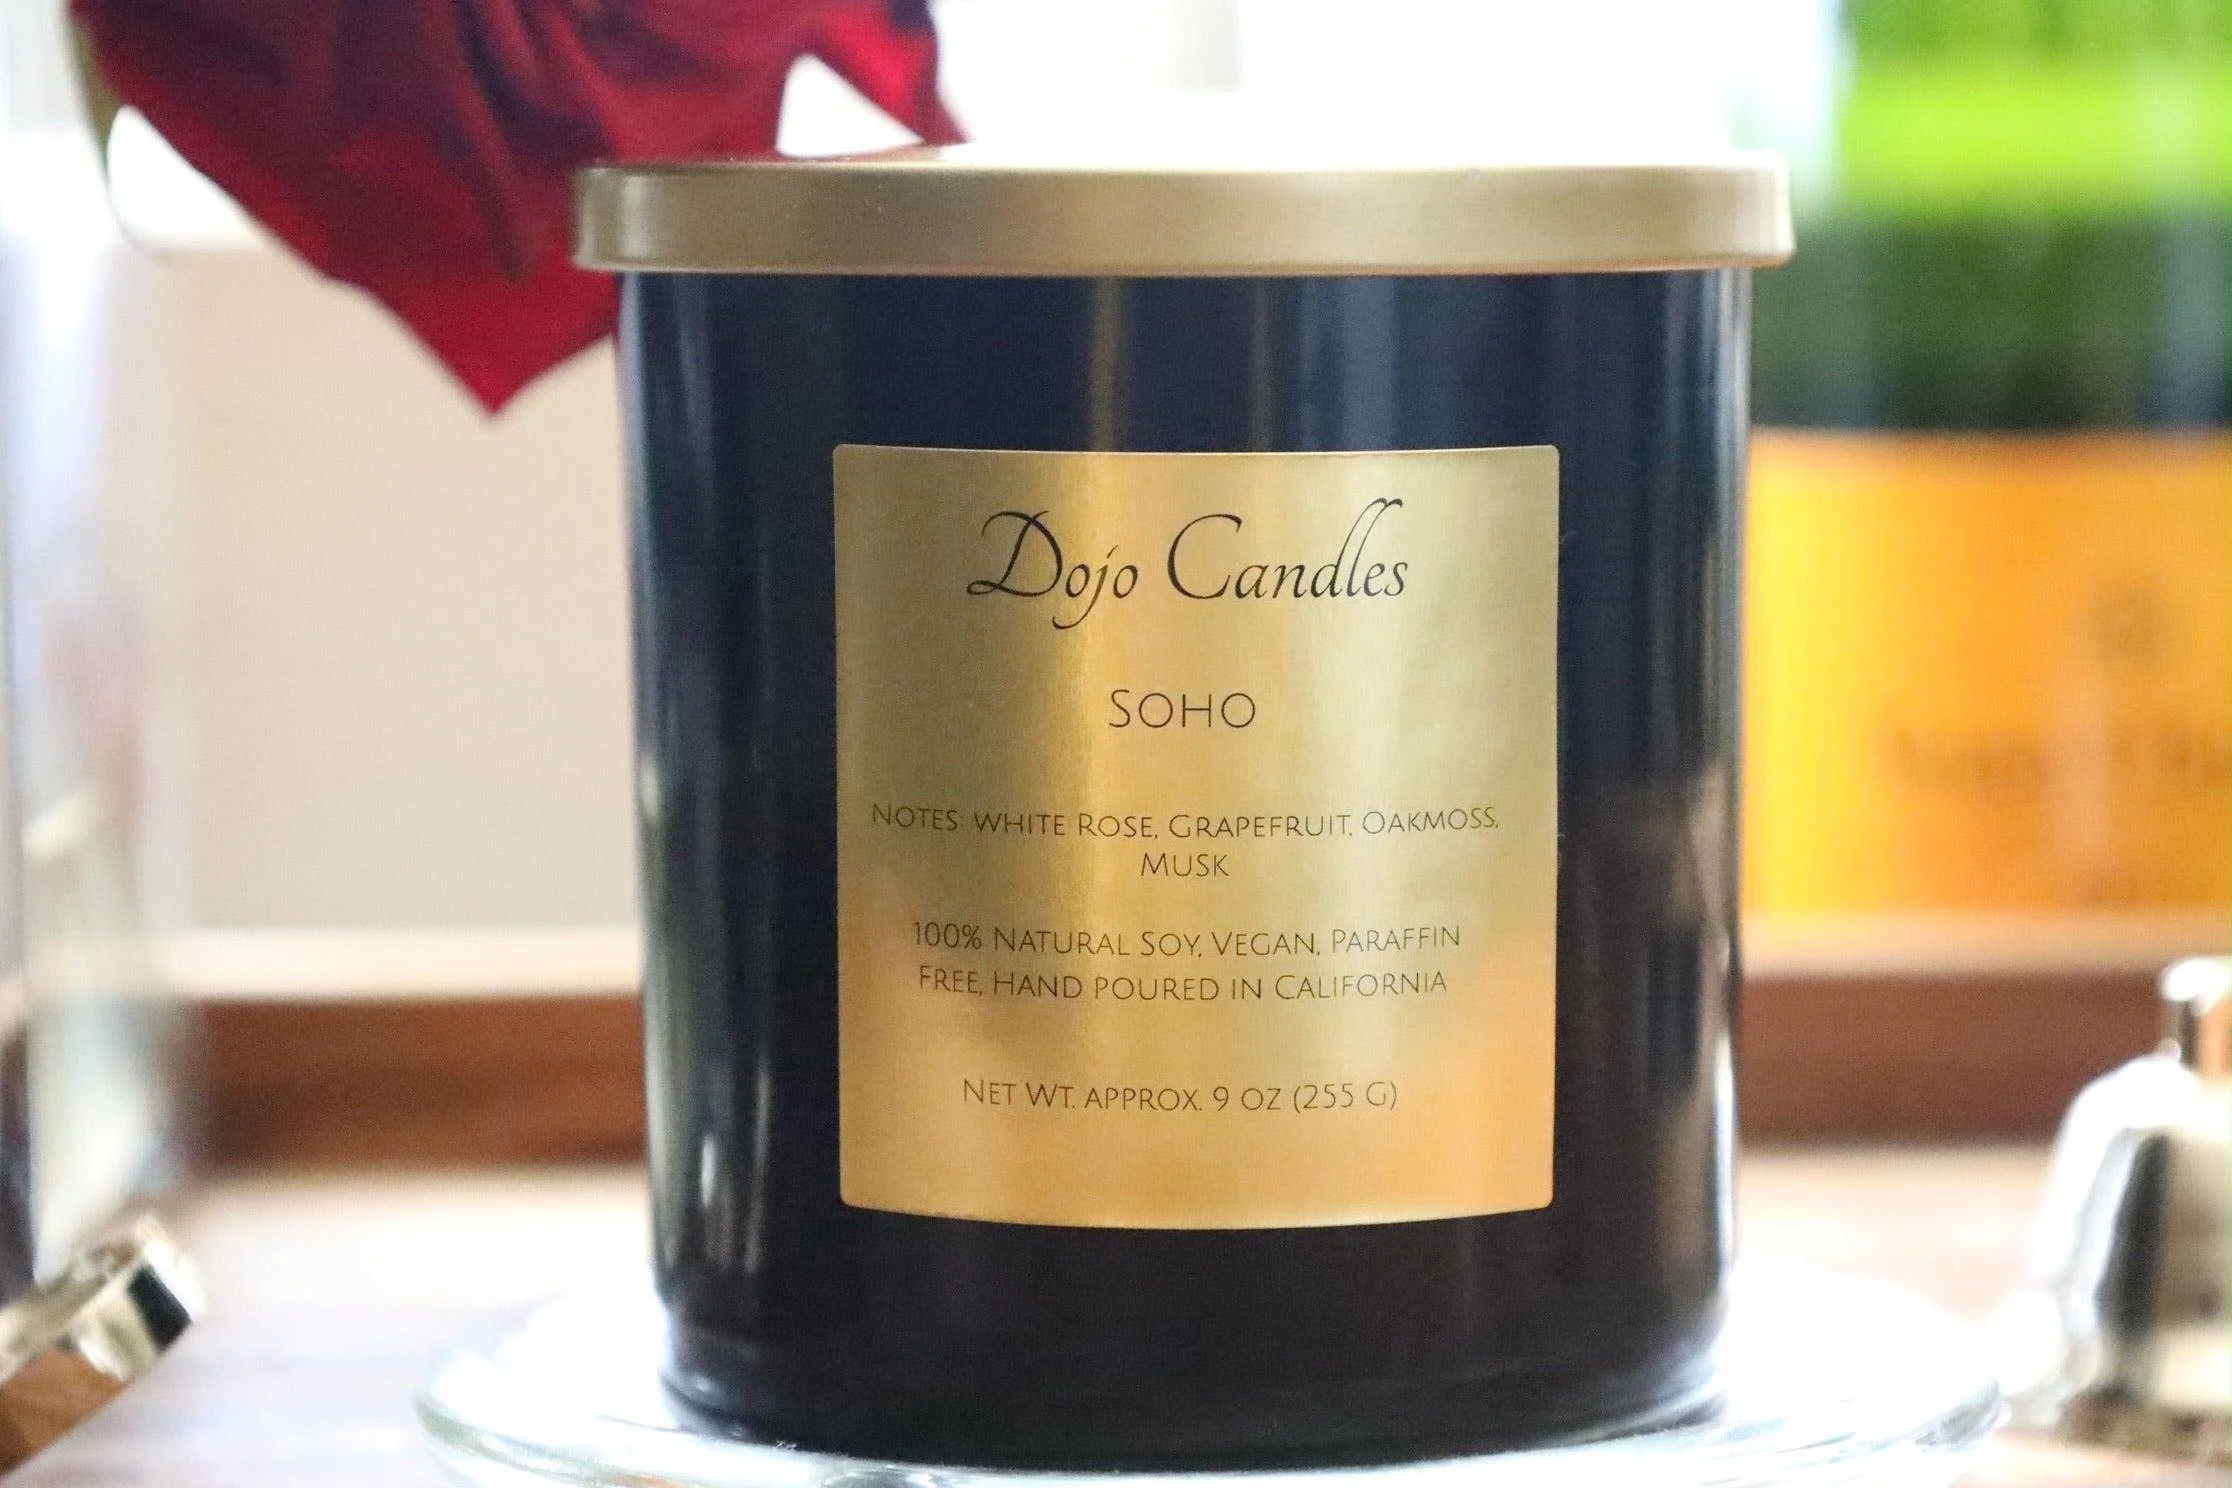 Dojo Candles
SOHO
NOTES: WHITE ROSE, GRAPEFRUIT, OAKMOSS,
MUSK
100% NATURAL SOY, VEGAN, PARAFFIN
FREE, HAND POURED IN CALIFORNIA
NET WT. APPROX. 9 OZ (255 G)